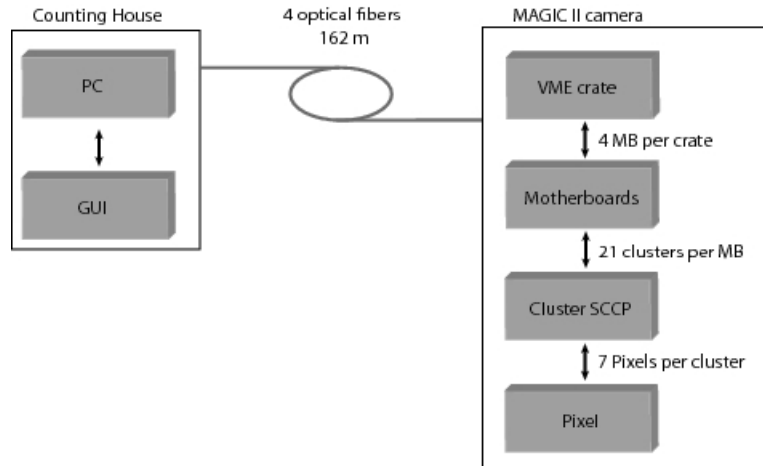 Counting House
4 optical fibers
162 m
MAGIC II camera
PC
GUI
VME crate
4 MB per crate
Motherboards
21 clusters per MB
Cluster SCCP
7 Pixels per cluster
Pixel